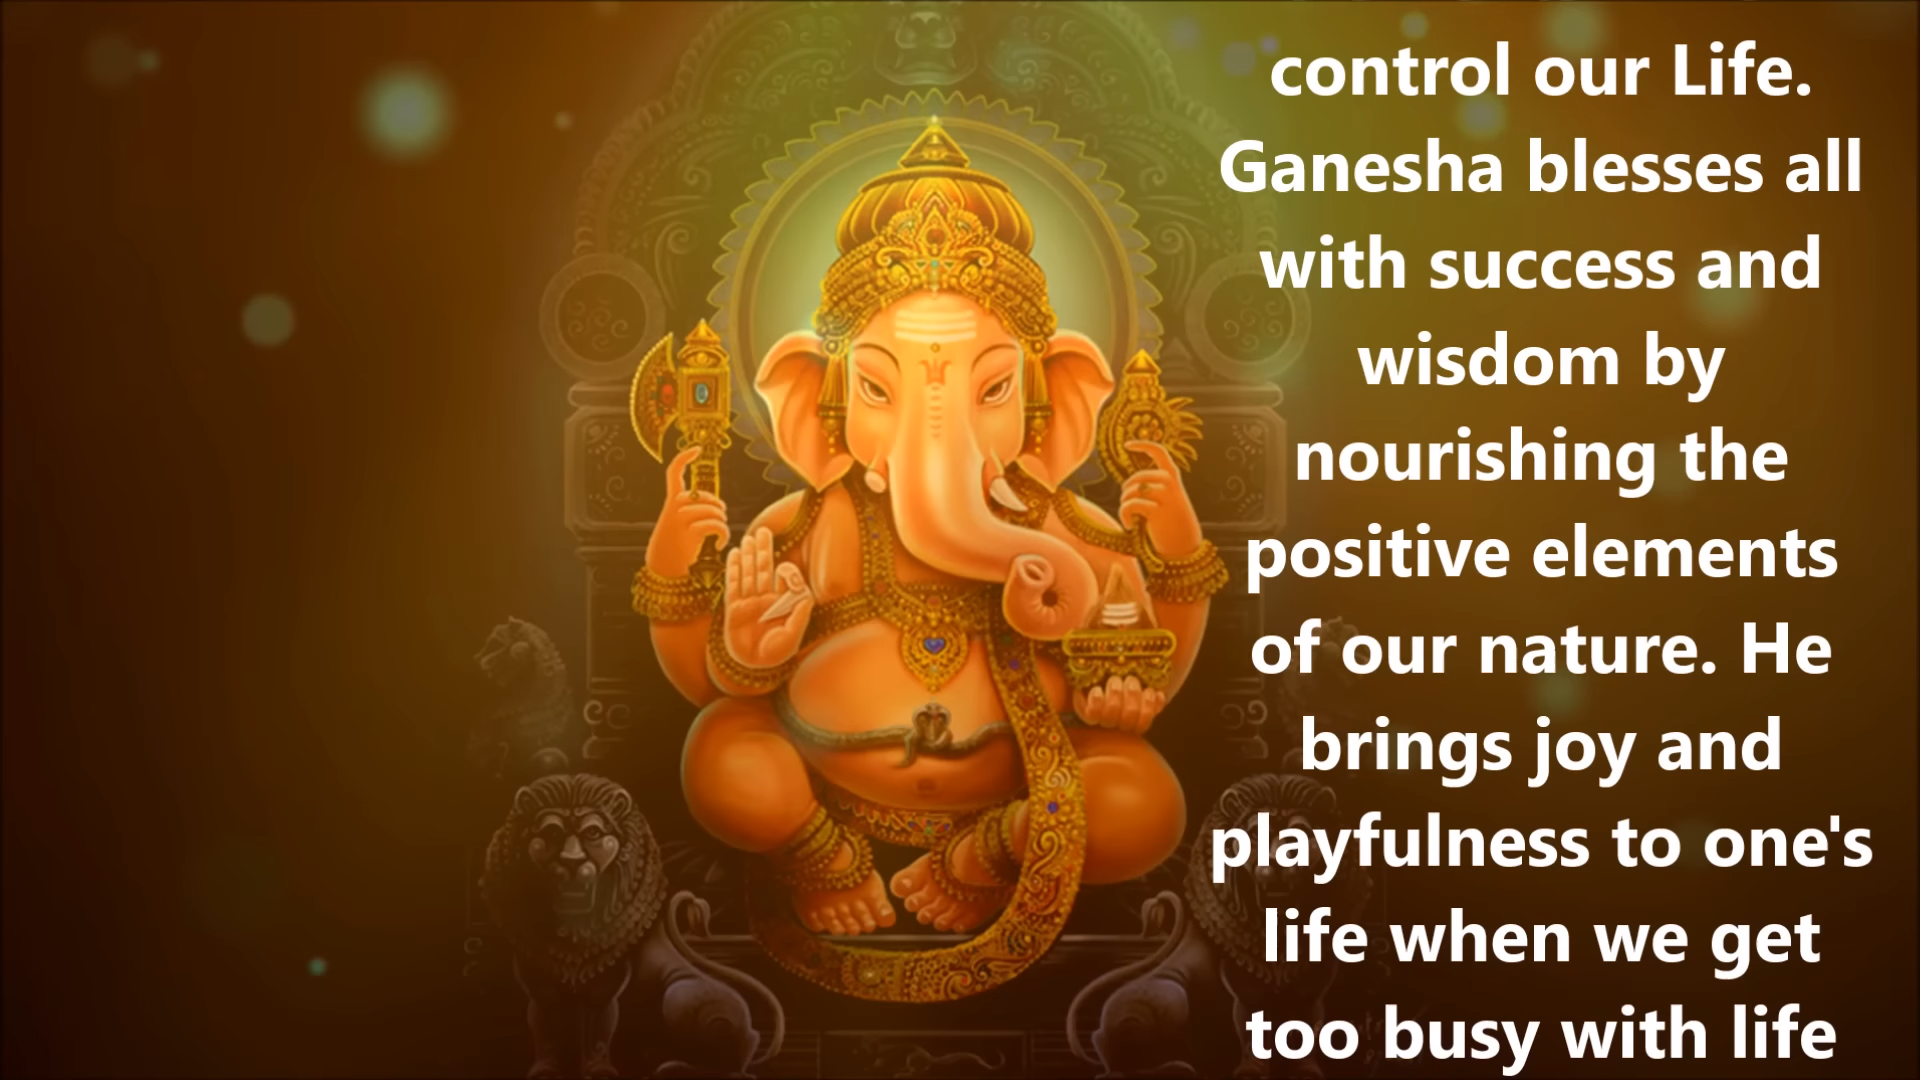 control our Life.
Ganesha blesses all
with success and
wisdom by
nourishing the
positive elements
of our nature. He
brings joy and
playfulness to one's
life when we get
too busy with life